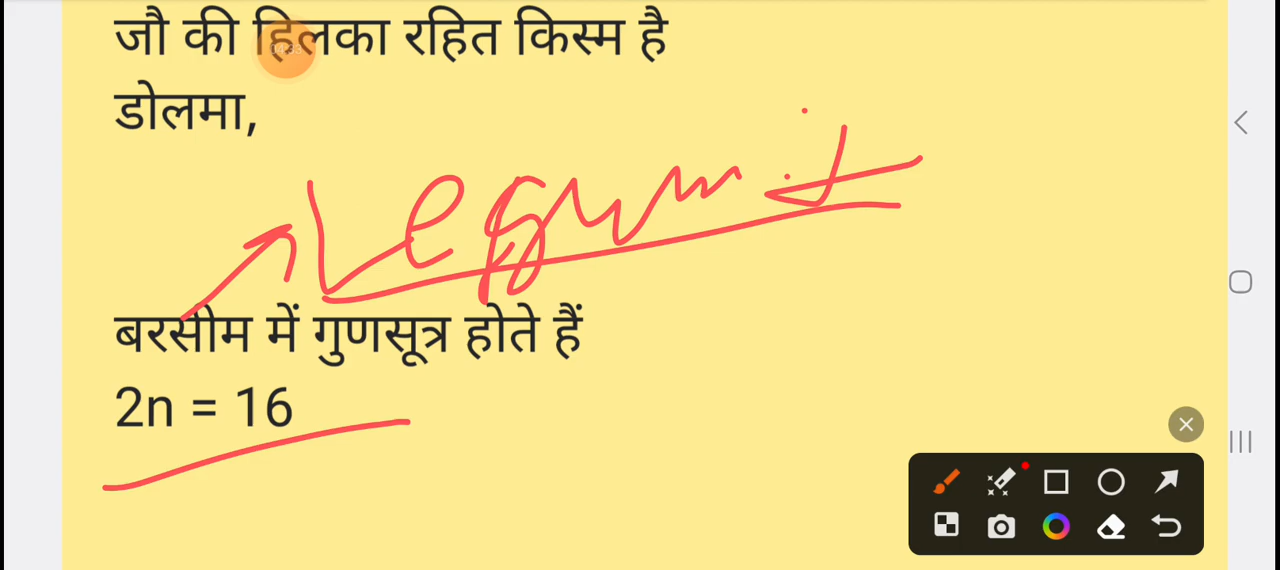 जौ की हिलका रहित किस्म है
डोलमा,
बरसीम में गुणसूत्र होते हैं
2n = 16